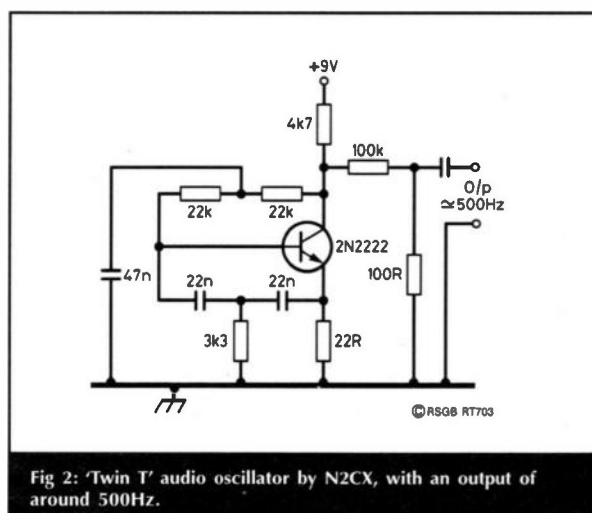 +9V
4k7
100k
O/p
≃500Hz
22k
22k
2N2222
100R
47n
22n
22n
3k3
22R
©RSGB RT703
Fig 2: 'Twin T' audio oscillator by N2CX, with an output of
around 500Hz.